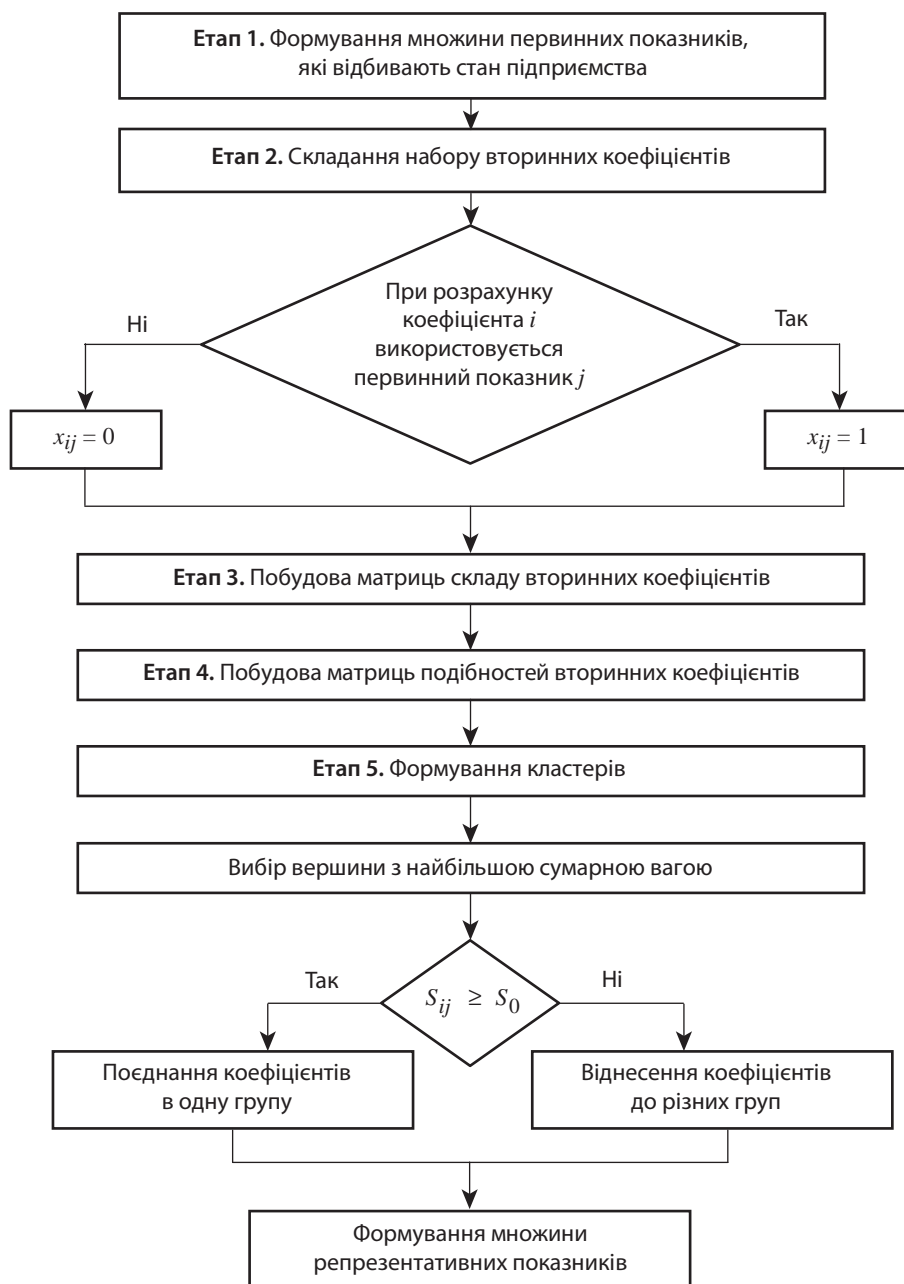 Етап 1. Формування множини первинних показників,
які відбивають стан підприємства
Етап 2. Складання набору вторинних коефіцієнтів
При розрахунку
коефіцієнта i
використовується
первинний показник j
Ні
Так
xij = 0
xij = 1
Етап 3. Побудова матриць складу вторинних коефіцієнтів
Етап 4. Побудова матриць подібностей вторинних коефіцієнтів
Етап 5. Формування кластерів
Вибір вершини з найбільшою сумарною вагою
Так
Sij ≥ S0
Ні
Поєднання коефіцієнтів
в одну групу
Віднесення коефіцієнтів
до різних груп
Формування множини
репрезентативних показників